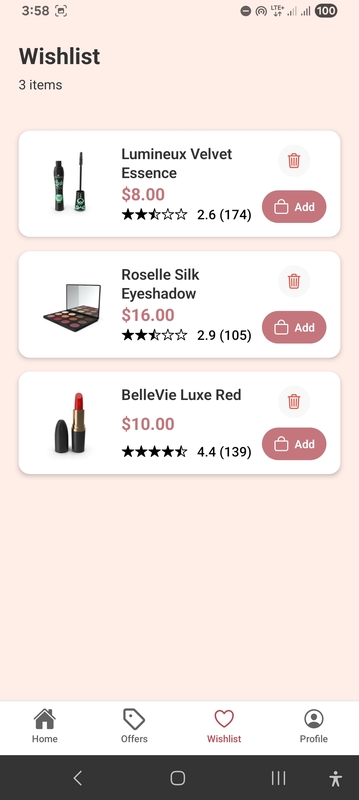 3:58
LTE+
100
Wishlist
3 items
Lumineux Velvet
Essence
$8.00
2.6 (174)
Add
Roselle Silk
Eyeshadow
$16.00
2.9 (105)
Add
BelleVie Luxe Red
$10.00
4.4 (139)
Add
Home
Offers
Wishlist
Profile